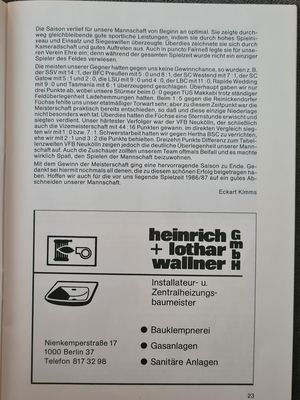 Die Saison verlief für unsere Mannschaft von Beginn an optimal. Sie zeigte durch-
weg gleichbleibende gute sportliche Leistungen, indem sie durch hohes Spielni-
veau und Einsatz und Siegeswillen überzeugte. Überdies zeichnete sie sich durch
Kameradschaft und gutes Auftreten aus. Auch in puncto Fairneß legte sie für unse-
ren Verein Ehre ein; denn während der gesamten Spielzeit wurde nicht ein einziger
Spieler des Feldes verwiesen.
Die meisten unserer Gegner hatten gegen uns keine Gewinnchance, so wurden z. B.
der SSV mit 14 : 1, der BFC Preußen mit 5 : 0 und 8 : 1, der SC Westend mit 7 : 1, der SC
Gatow mit 5 : 1 und 2 : 0, die LSU mit 9 : 0 und 4 : 0, der LBC mit 11 : 0, Rapide Wedding
mit 9 : 0 und Tasmania mit 6 : 1 überzeugend geschlagen. Überhaupt gaben wir nur
drei Punkte ab, wobei unserer Stürmer beim 0 : 0 gegen TUS Makkabi trotz ständiger
Feldüberlegenheit Ladehemmungen hatten. Beim 1 : 3 gegen die Reinickendorfer
Füchse fehlte uns unser etatmäßiger Torwart sehr; aber zu diesem Zeitpunkt war die
Meisterschaft praktisch bereits entschieden, so daß uns diese einzige Niederlage
nicht besonders weh tat. Überdies hatten die Füchse eine Sternstunde erwischt und
siegten verdient. Unser härtester Verfolger war der VFB Neukölln, der schließlich
auch die Vizemeisterschaft mit 44 : 16 Punkten gewann. Im direkten Vergleich sieg-
ten wir mit 1 : 0 bzw. 7 : 1. Schwerstarbeit hatten wir gegen Hertha BSC zu verrichten,
ehe wir mit 2 : 1 und 3 : 2 die Punkte holten. Dreizehn Punkte Differenz zum Tabel-
lenzweiten VFB Neukölln zeigen jedoch die deutliche Überlegenheit unserer Mann-
schaft auf. Auch die Zuschauer zollten unserem Team oftmals Beifall und es machte
wirklich Spaß, den Spielen der Mannschaft beizuwohnen.
Mit dem Gewinn der Meisterschaft ging eine hervorragende Saison zu Ende. Ge-
dankt sei hiermit nochmals all denen, die zu diesem schönen Erfolg beigetragen ha-
ben. Hoffen wir auch für die vor uns liegende Spielzeit 1986/87 auf ein gutes Ab-
schneiden unserer Mannschaft.
Eckart Kimms
heinrich
+ lothar
wallner
GmbH
Installateur- u.
Zentralheizungs-
baumeister
● Bauklempnerei
● Gasanlagen
● Sanitäre Anlagen
Nienkemperstraße 17
1000 Berlin 37
Telefon 817 32 98
23